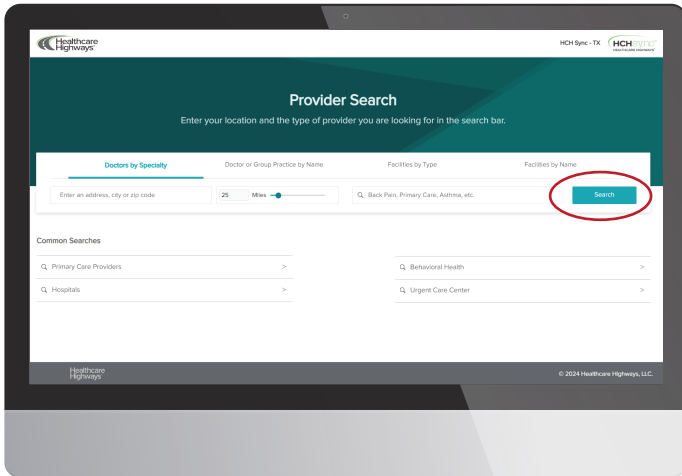 Healthcare
Highways
HCH Sync - TX
HCHsync
HEALTHCARE HIGHWAYS
Provider Search
Enter your location and the type of provider you are looking for in the search bar.
Doctors by Specialty
Doctor or Group Practice by Name
Facilities by Type
Facilities by Name
Enter an address, city or zip code
25 Miles
Back Pain, Primary Care, Asthma, etc.
Search
Common Searches
Primary Care Providers >
Behavioral Health >
Hospitals >
Urgent Care Center >
Healthcare
Highways
© 2024 Healthcare Highways, LLC.